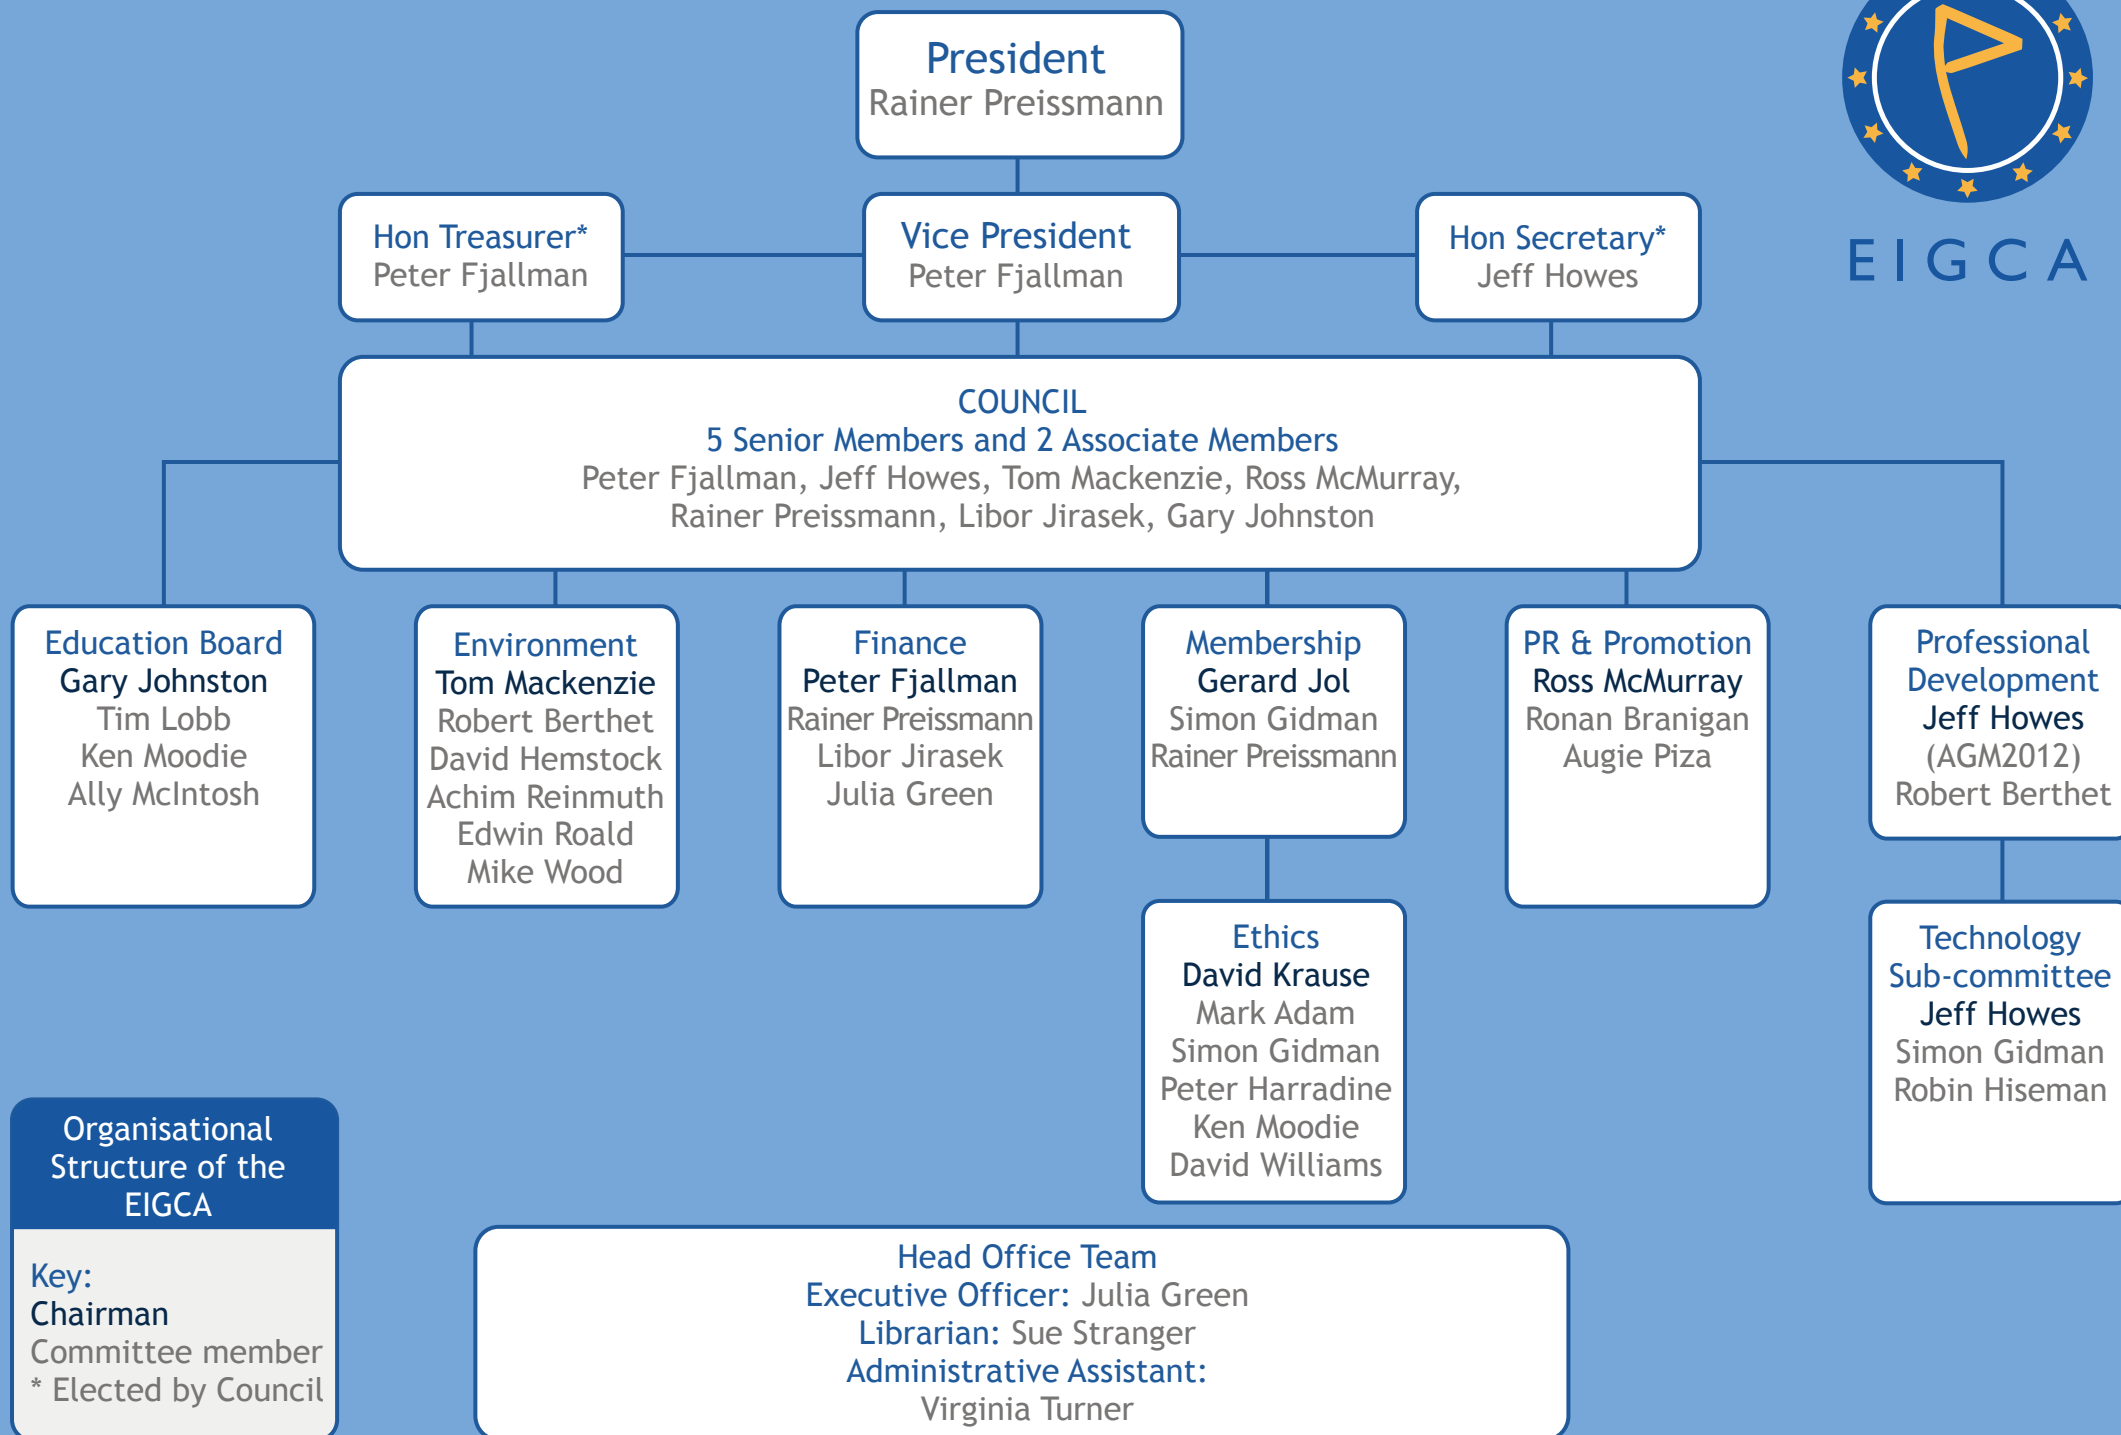 President
Rainer Preissmann
EIGCA
Hon Treasurer*
Peter Fjallman
Vice President
Peter Fjallman
Hon Secretary*
Jeff Howes
COUNCIL
5 Senior Members and 2 Associate Members
Peter Fjallman, Jeff Howes, Tom Mackenzie, Ross McMurray,
Rainer Preissmann, Libor Jirasek, Gary Johnston
Education Board
Gary Johnston
Tim Lobb
Ken Moodie
Ally McIntosh
Environment
Tom Mackenzie
Robert Berthet
David Hemstock
Achim Reinmuth
Edwin Roald
Mike Wood
Finance
Peter Fjallman
Rainer Preissmann
Libor Jirasek
Julia Green
Membership
Gerard Jol
Simon Gidman
Rainer Preissmann
PR & Promotion
Ross McMurray
Ronan Branigan
Augie Piza
Professional
Development
Jeff Howes
(AGM2012)
Robert Berthet
Ethics
David Krause
Mark Adam
Simon Gidman
Peter Harradine
Ken Moodie
David Williams
Technology
Sub-committee
Jeff Howes
Simon Gidman
Robin Hiseman
Organisational
Structure of the
EIGCA
Key:
Chairman
Committee member
* Elected by Council
Head Office Team
Executive Officer: Julia Green
Librarian: Sue Stranger
Administrative Assistant:
Virginia Turner